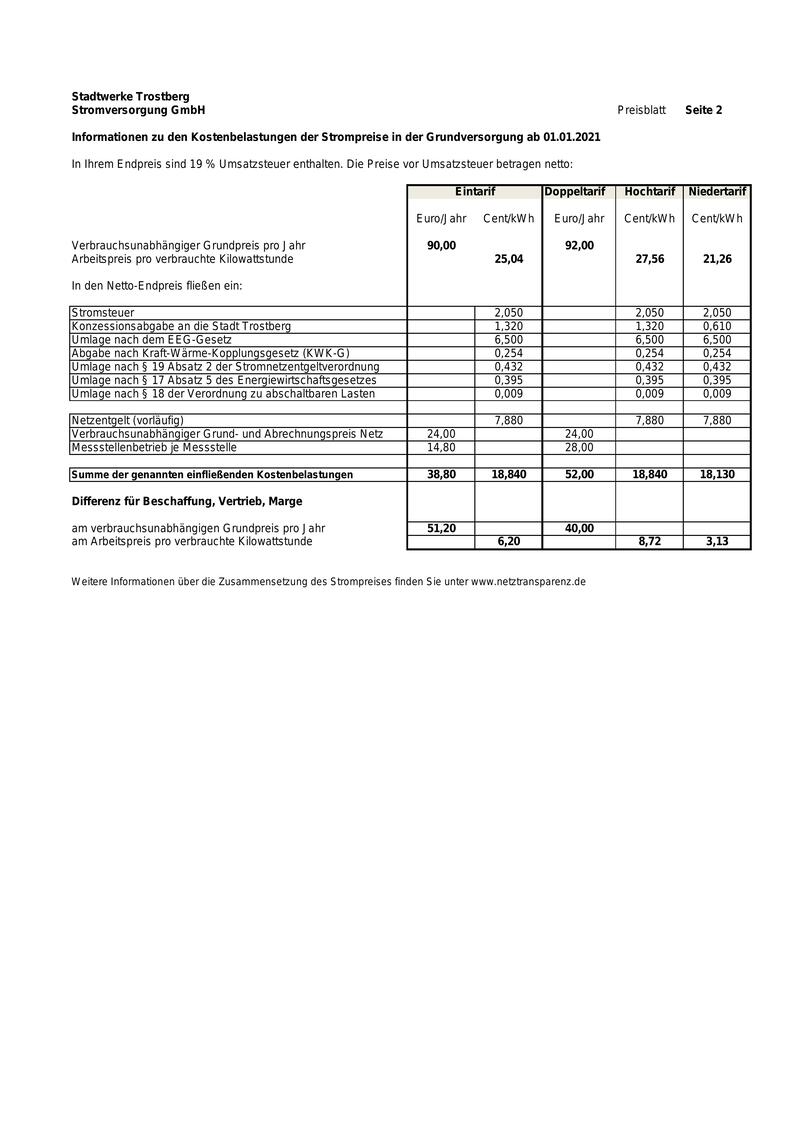 Stadtwerke Trostberg
Stromversorgung GmbH Preisblatt Seite 2
Informationen zu den Kostenbelastungen der Strompreise in der Grundversorgung ab 01.01.2021
In Ihrem Endpreis sind 19 % Umsatzsteuer enthalten. Die Preise vor Umsatzsteuer betragen netto:
Eintarif Doppeltarif Hochtarif Niedertarif
Euro/Jahr Cent/kWh Euro/Jahr Cent/kWh Cent/kWh
Verbrauchsunabhängiger Grundpreis pro Jahr 90,00 92,00
Arbeitspreis pro verbrauchte Kilowattstunde 25,04 27,56 21,26
In den Netto-Endpreis fließen ein:
Stromsteuer 2,050 2,050 2,050
Konzessionsabgabe an die Stadt Trostberg 1,320 1,320 0,610
Umlage nach dem EEG-Gesetz 6,500 6,500 6,500
Abgabe nach Kraft-Wärme-Kopplungsgesetz (KWK-G) 0,254 0,254 0,254
Umlage nach § 19 Absatz 2 der Stromnetzentgeltverordnung 0,432 0,432 0,432
Umlage nach § 17 Absatz 5 des Energiewirtschaftsgesetzes 0,395 0,395 0,395
Umlage nach § 18 der Verordnung zu abschaltbaren Lasten 0,009 0,009 0,009
Netzentgelt (vorläufig) 7,880 7,880 7,880
Verbrauchsunabhängiger Grund- und Abrechnungspreis Netz 24,00 24,00
Messstellenbetrieb je Messstelle 14,80 28,00
Summe der genannten einfließenden Kostenbelastungen 38,80 18,840 52,00 18,840 18,130
Differenz für Beschaffung, Vertrieb, Marge
am verbrauchsunabhängigen Grundpreis pro Jahr 51,20 40,00
am Arbeitspreis pro verbrauchte Kilowattstunde 6,20 8,72 3,13
Weitere Informationen über die Zusammensetzung des Strompreises finden Sie unter www.netztransparenz.de